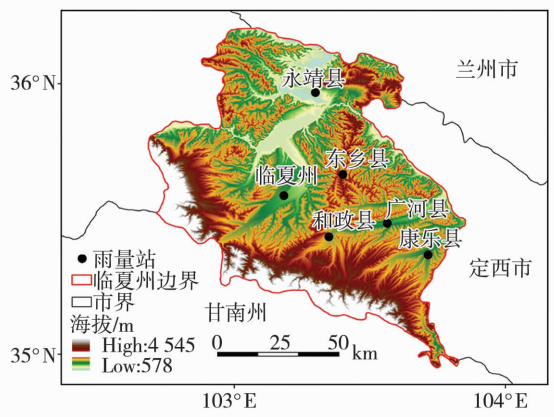 兰州市
36°N
永靖县
东乡县
临夏州
广河县
和政县
康乐县
定西市
雨量站
临夏州边界
市界
甘南州
海拔/m
High:4 545
Low:578
0 25 50
km
35°N
103°E 104°E